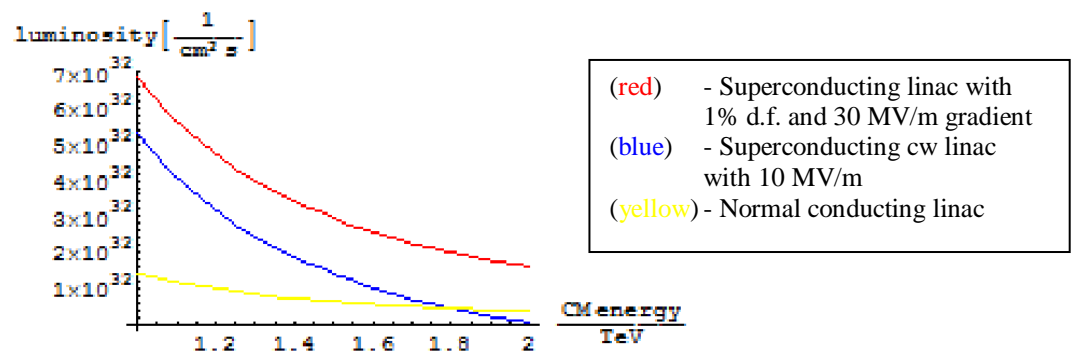 luminosity[1/cm² s]
7×10³²
6×10³²
5×10³²
4×10³²
3×10³²
2×10³²
1×10³²
1.2 1.4 1.6 1.8 2
CM energy/TeV
(red) - Superconducting linac with
1% d.f. and 30 MV/m gradient
(blue) - Superconducting cw linac
with 10 MV/m
(yellow) - Normal conducting linac